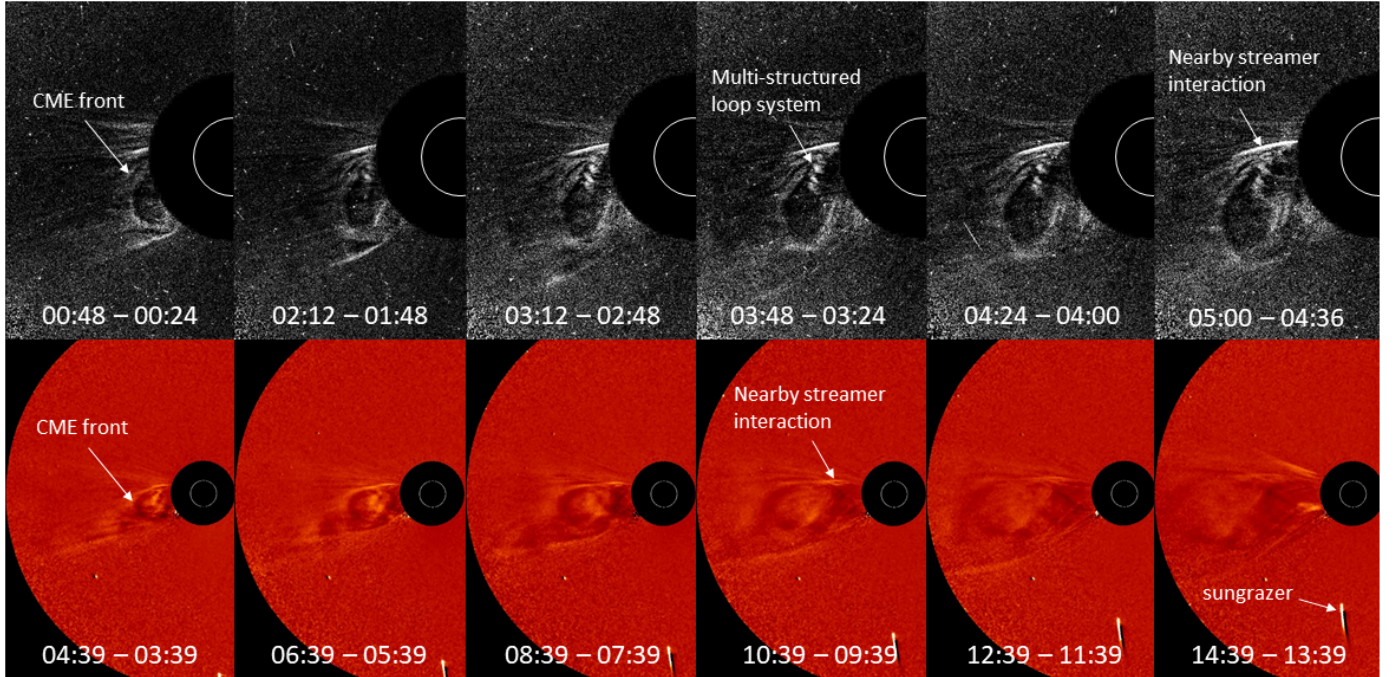 CME front
Multi-structured
loop system
Nearby streamer
interaction
00:48 – 00:24
02:12 – 01:48
03:12 – 02:48
03:48 – 03:24
04:24 – 04:00
05:00 – 04:36
CME front
Nearby streamer
interaction
sungrazer
04:39 – 03:39
06:39 – 05:39
08:39 – 07:39
10:39 – 09:39
12:39 – 11:39
14:39 – 13:39